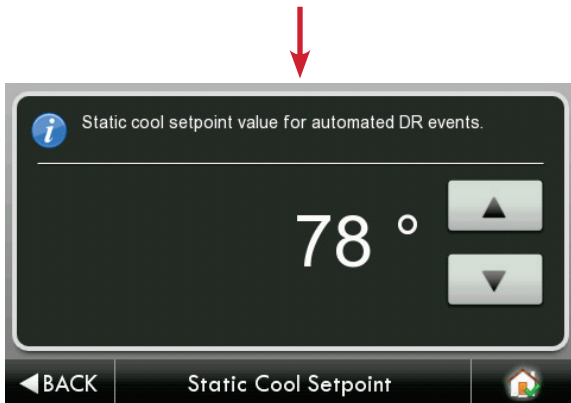 Static cool setpoint value for automated DR events.
78 °
BACK
Static Cool Setpoint